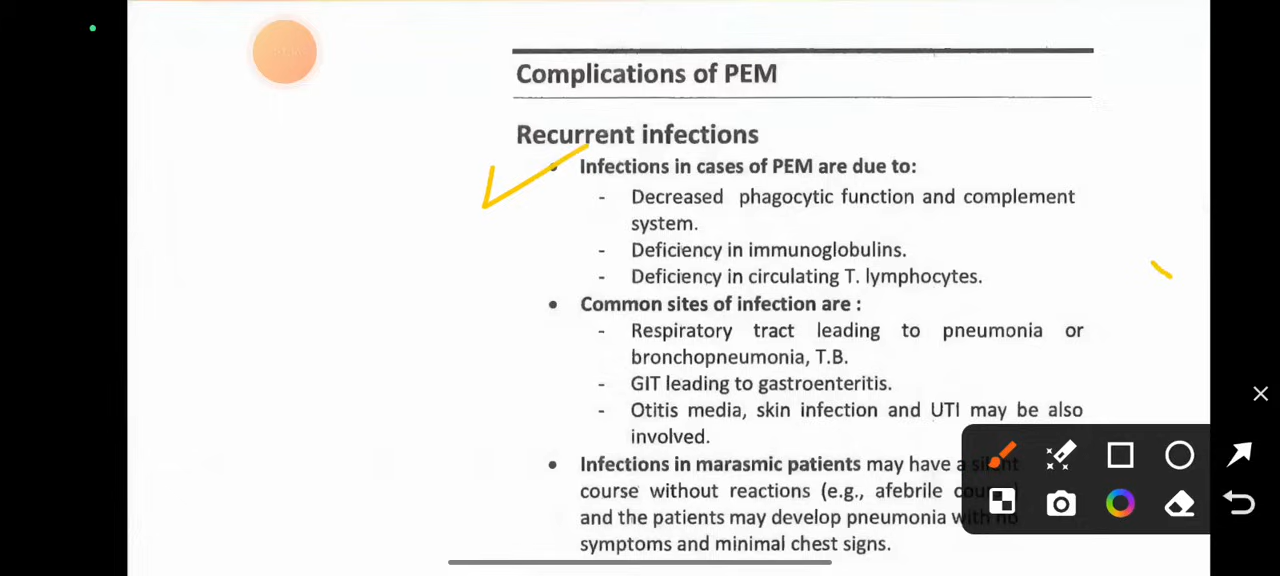 Complications of PEM
Recurrent infections
• Infections in cases of PEM are due to:
- Decreased phagocytic function and complement
system.
- Deficiency in immunoglobulins.
- Deficiency in circulating T. lymphocytes.
• Common sites of infection are :
- Respiratory tract leading to pneumonia or
bronchopneumonia, T.B.
- GIT leading to gastroenteritis.
- Otitis media, skin infection and UTI may be also
involved.
• Infections in marasmic patients may have a silent
course without reactions (e.g., afebrile
and the patients may develop pneumonia with no
symptoms and minimal chest signs.